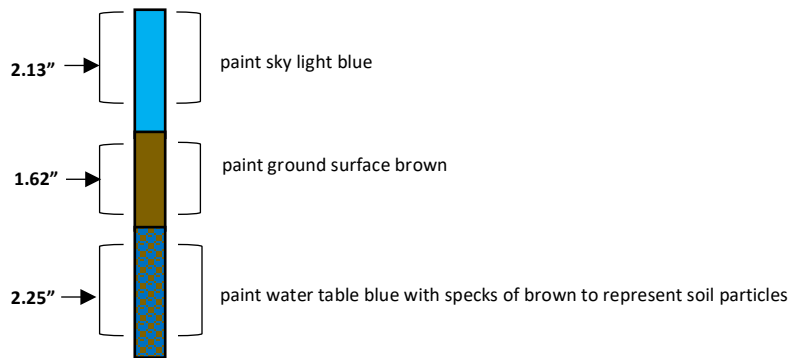 2.13” paint sky light blue
1.62” paint ground surface brown
2.25” paint water table blue with specks of brown to represent soil particles